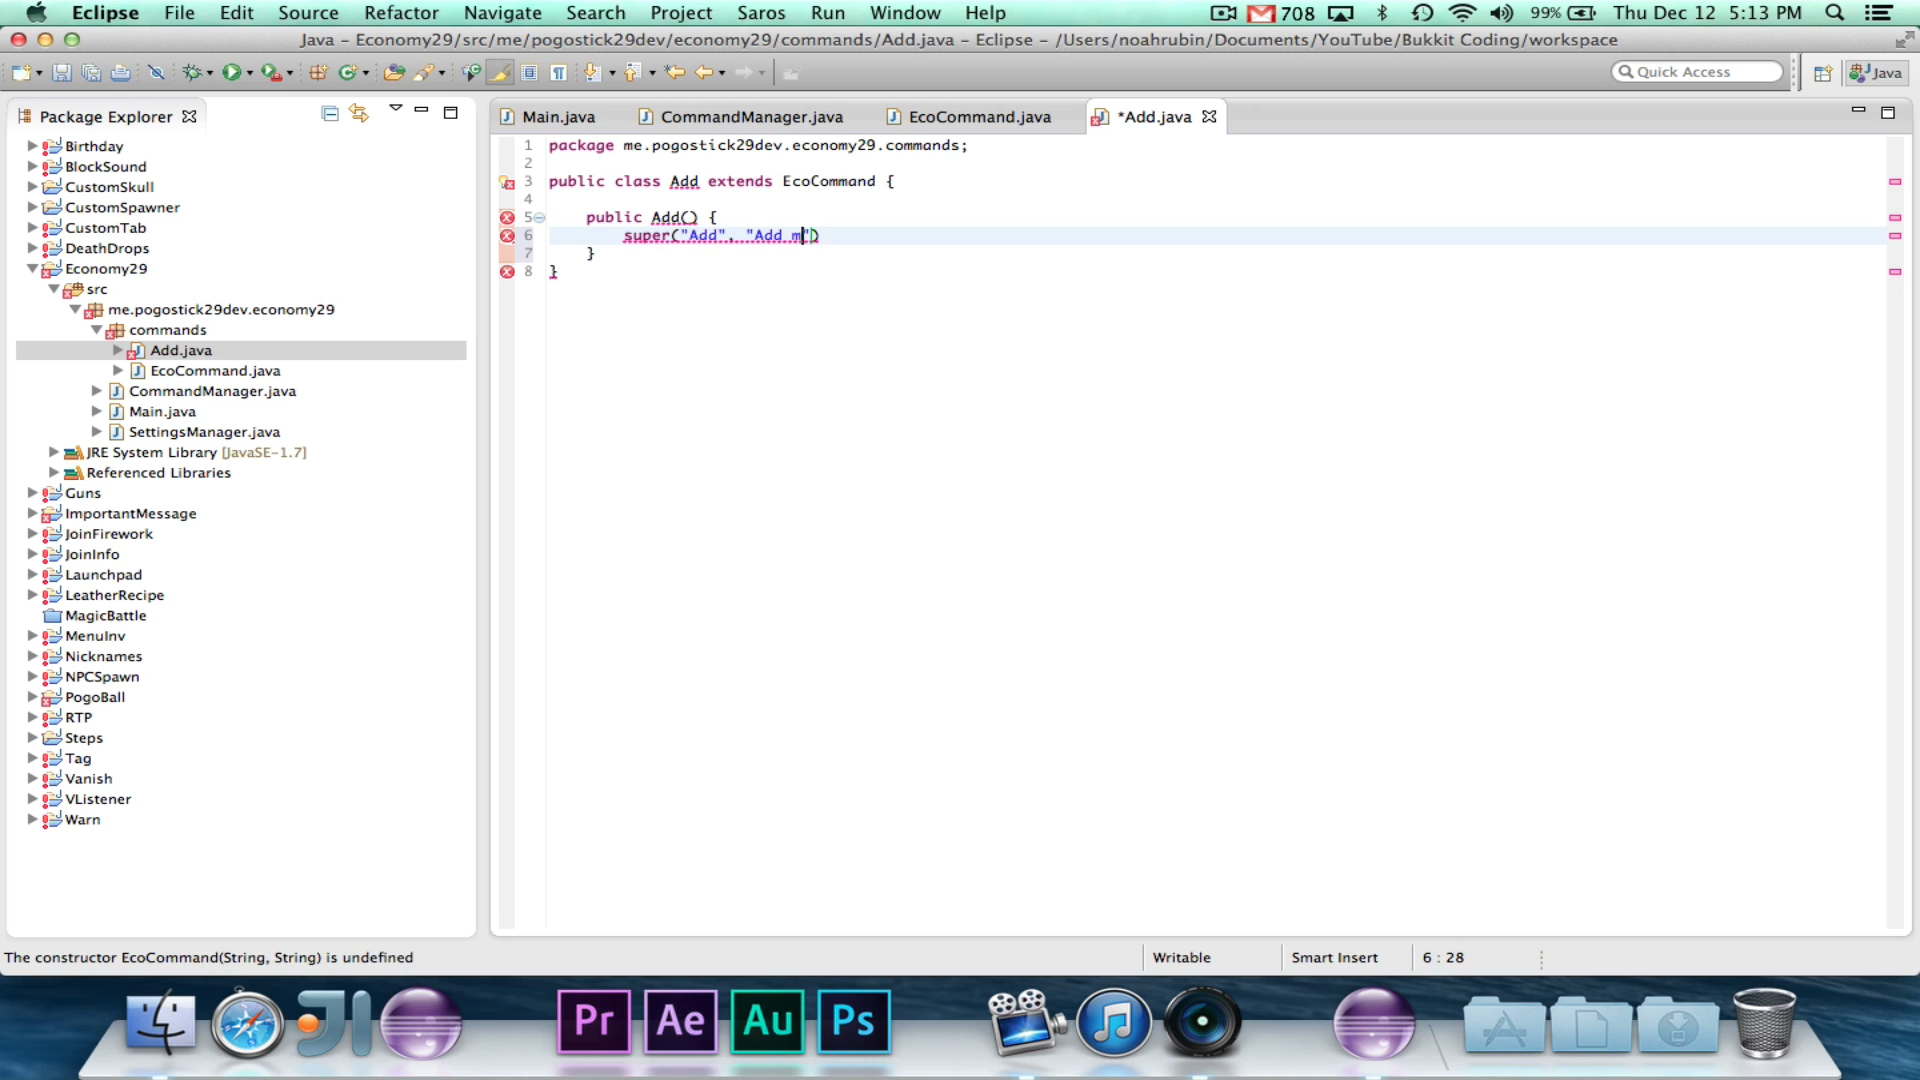 Eclipse File Edit Source Refactor Navigate Search Project Saros Run Window Help 708 99% Thu Dec 12 5:13 PM
Java – Economy29/src/me/pogostick29dev/economy29/commands/Add.java – Eclipse – /Users/noahrubin/Documents/YouTube/Bukkit Coding/workspace
Quick Access Java
Package Explorer Main.java CommandManager.java EcoCommand.java *Add.java
Birthday
BlockSound
CustomSkull
CustomSpawner
CustomTab
DeathDrops
Economy29
src
me.pogostick29dev.economy29
commands
Add.java
EcoCommand.java
CommandManager.java
Main.java
SettingsManager.java
JRE System Library [JavaSE-1.7]
Referenced Libraries
Guns
ImportantMessage
JoinFirework
JoinInfo
Launchpad
LeatherRecipe
MagicBattle
MenuInv
Nicknames
NPCSpawn
PogoBall
RTP
Steps
Tag
Vanish
VListener
Warn
1 package me.pogostick29dev.economy29.commands;
2
3 public class Add extends EcoCommand {
4
5 public Add() {
6 super("Add", "Add m")
7 }
8 }
The constructor EcoCommand(String, String) is undefined Writable Smart Insert 6 : 28
Pr Ae Au Ps